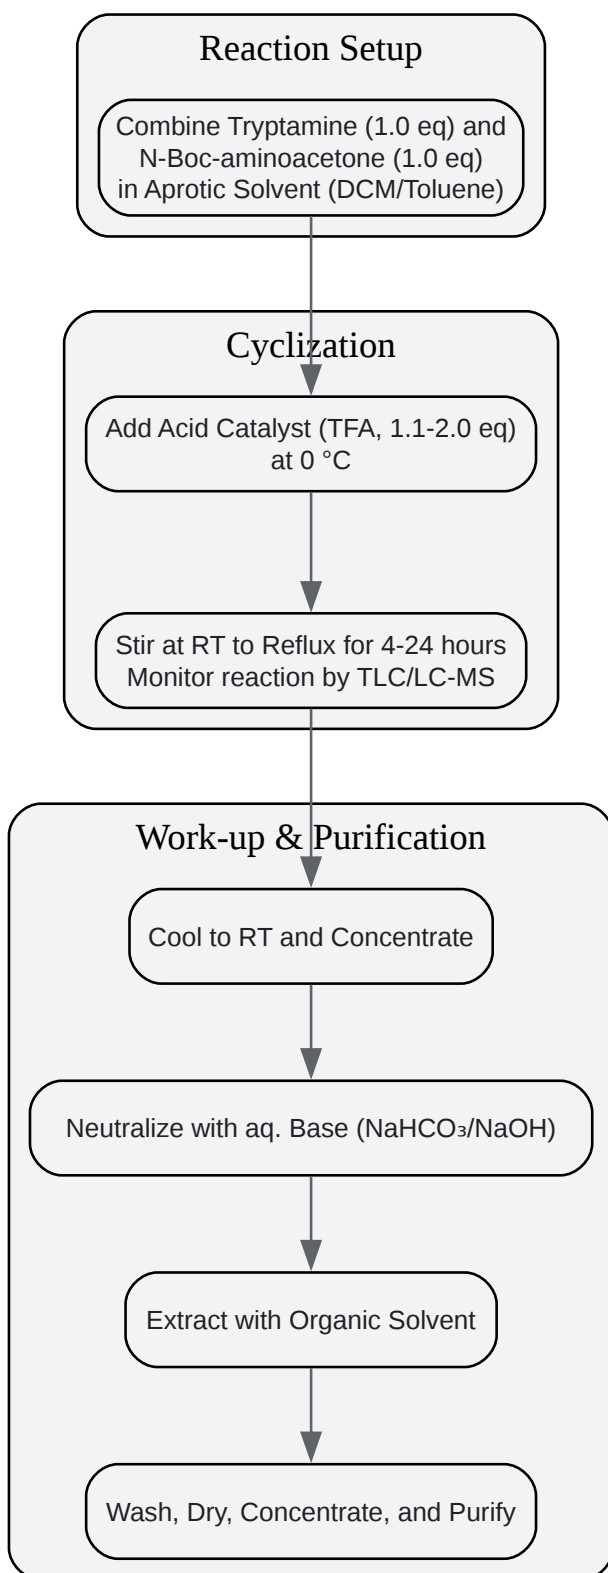 Reaction Setup
Combine Tryptamine (1.0 eq) and
N-Boc-aminoacetone (1.0 eq)
in Aprotic Solvent (DCM/Toluene)
Cyclization
Add Acid Catalyst (TFA, 1.1-2.0 eq)
at 0 °C
Stir at RT to Reflux for 4-24 hours
Monitor reaction by TLC/LC-MS
Work-up & Purification
Cool to RT and Concentrate
Neutralize with aq. Base (NaHCO₃/NaOH)
Extract with Organic Solvent
Wash, Dry, Concentrate, and Purify